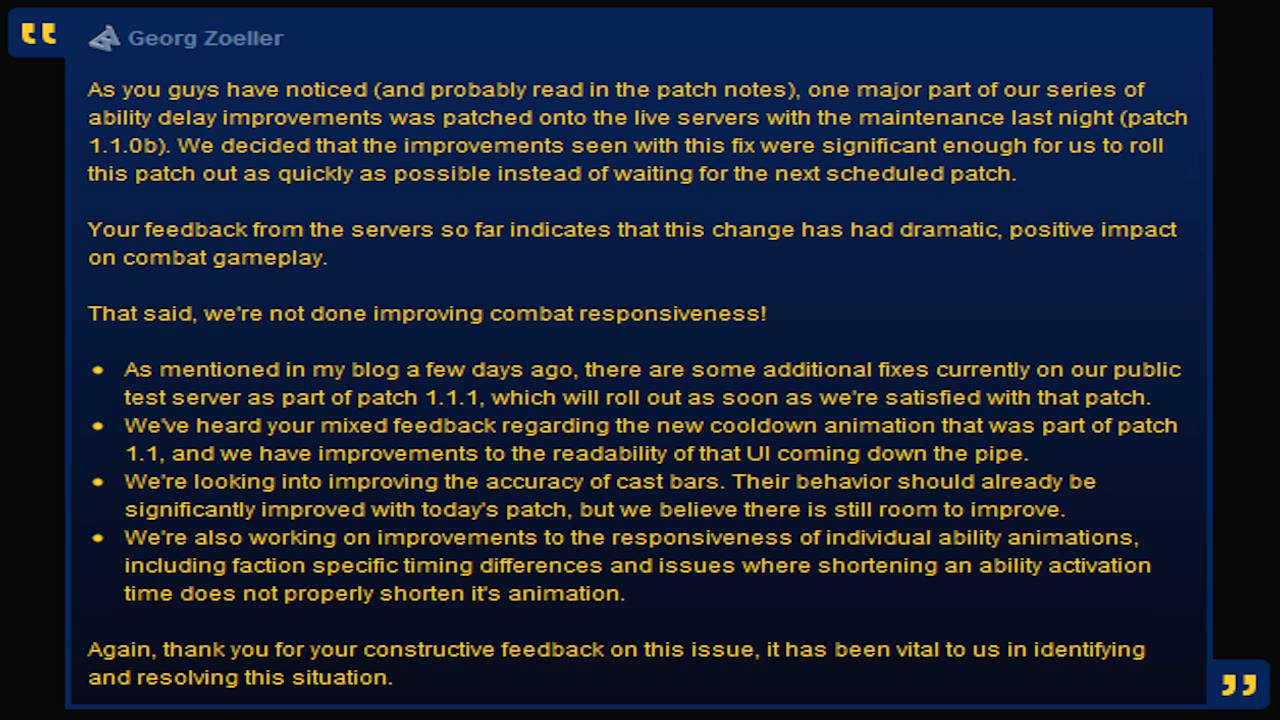 Georg Zoeller
As you guys have noticed (and probably read in the patch notes), one major part of our series of
ability delay improvements was patched onto the live servers with the maintenance last night (patch
1.1.0b). We decided that the improvements seen with this fix were significant enough for us to roll
this patch out as quickly as possible instead of waiting for the next scheduled patch.
Your feedback from the servers so far indicates that this change has had dramatic, positive impact
on combat gameplay.
That said, we're not done improving combat responsiveness!
• As mentioned in my blog a few days ago, there are some additional fixes currently on our public
test server as part of patch 1.1.1, which will roll out as soon as we're satisfied with that patch.
• We've heard your mixed feedback regarding the new cooldown animation that was part of patch
1.1, and we have improvements to the readability of that UI coming down the pipe.
• We're looking into improving the accuracy of cast bars. Their behavior should already be
significantly improved with today's patch, but we believe there is still room to improve.
• We're also working on improvements to the responsiveness of individual ability animations,
including faction specific timing differences and issues where shortening an ability activation
time does not properly shorten it's animation.
Again, thank you for your constructive feedback on this issue, it has been vital to us in identifying
and resolving this situation.